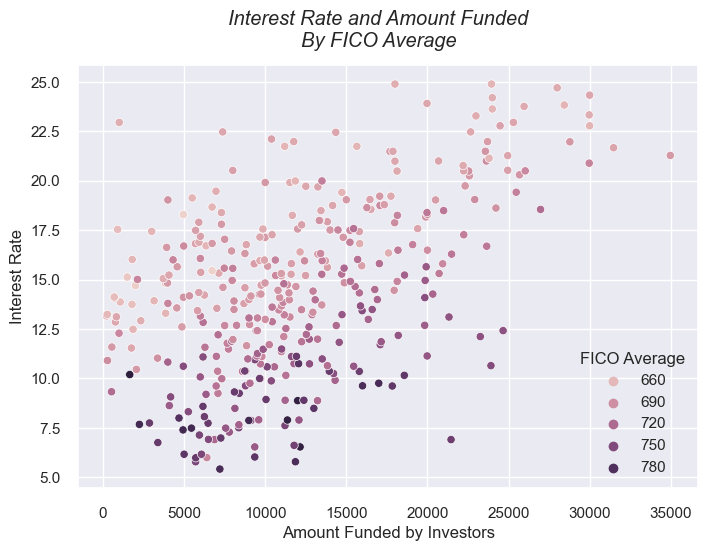 Interest Rate and Amount Funded
By FICO Average
25.0
22.5
20.0
17.5
15.0
12.5
10.0
7.5
5.0
Interest Rate
FICO Average
660
690
720
750
780
0 5000 10000 15000 20000 25000 30000 35000
Amount Funded by Investors